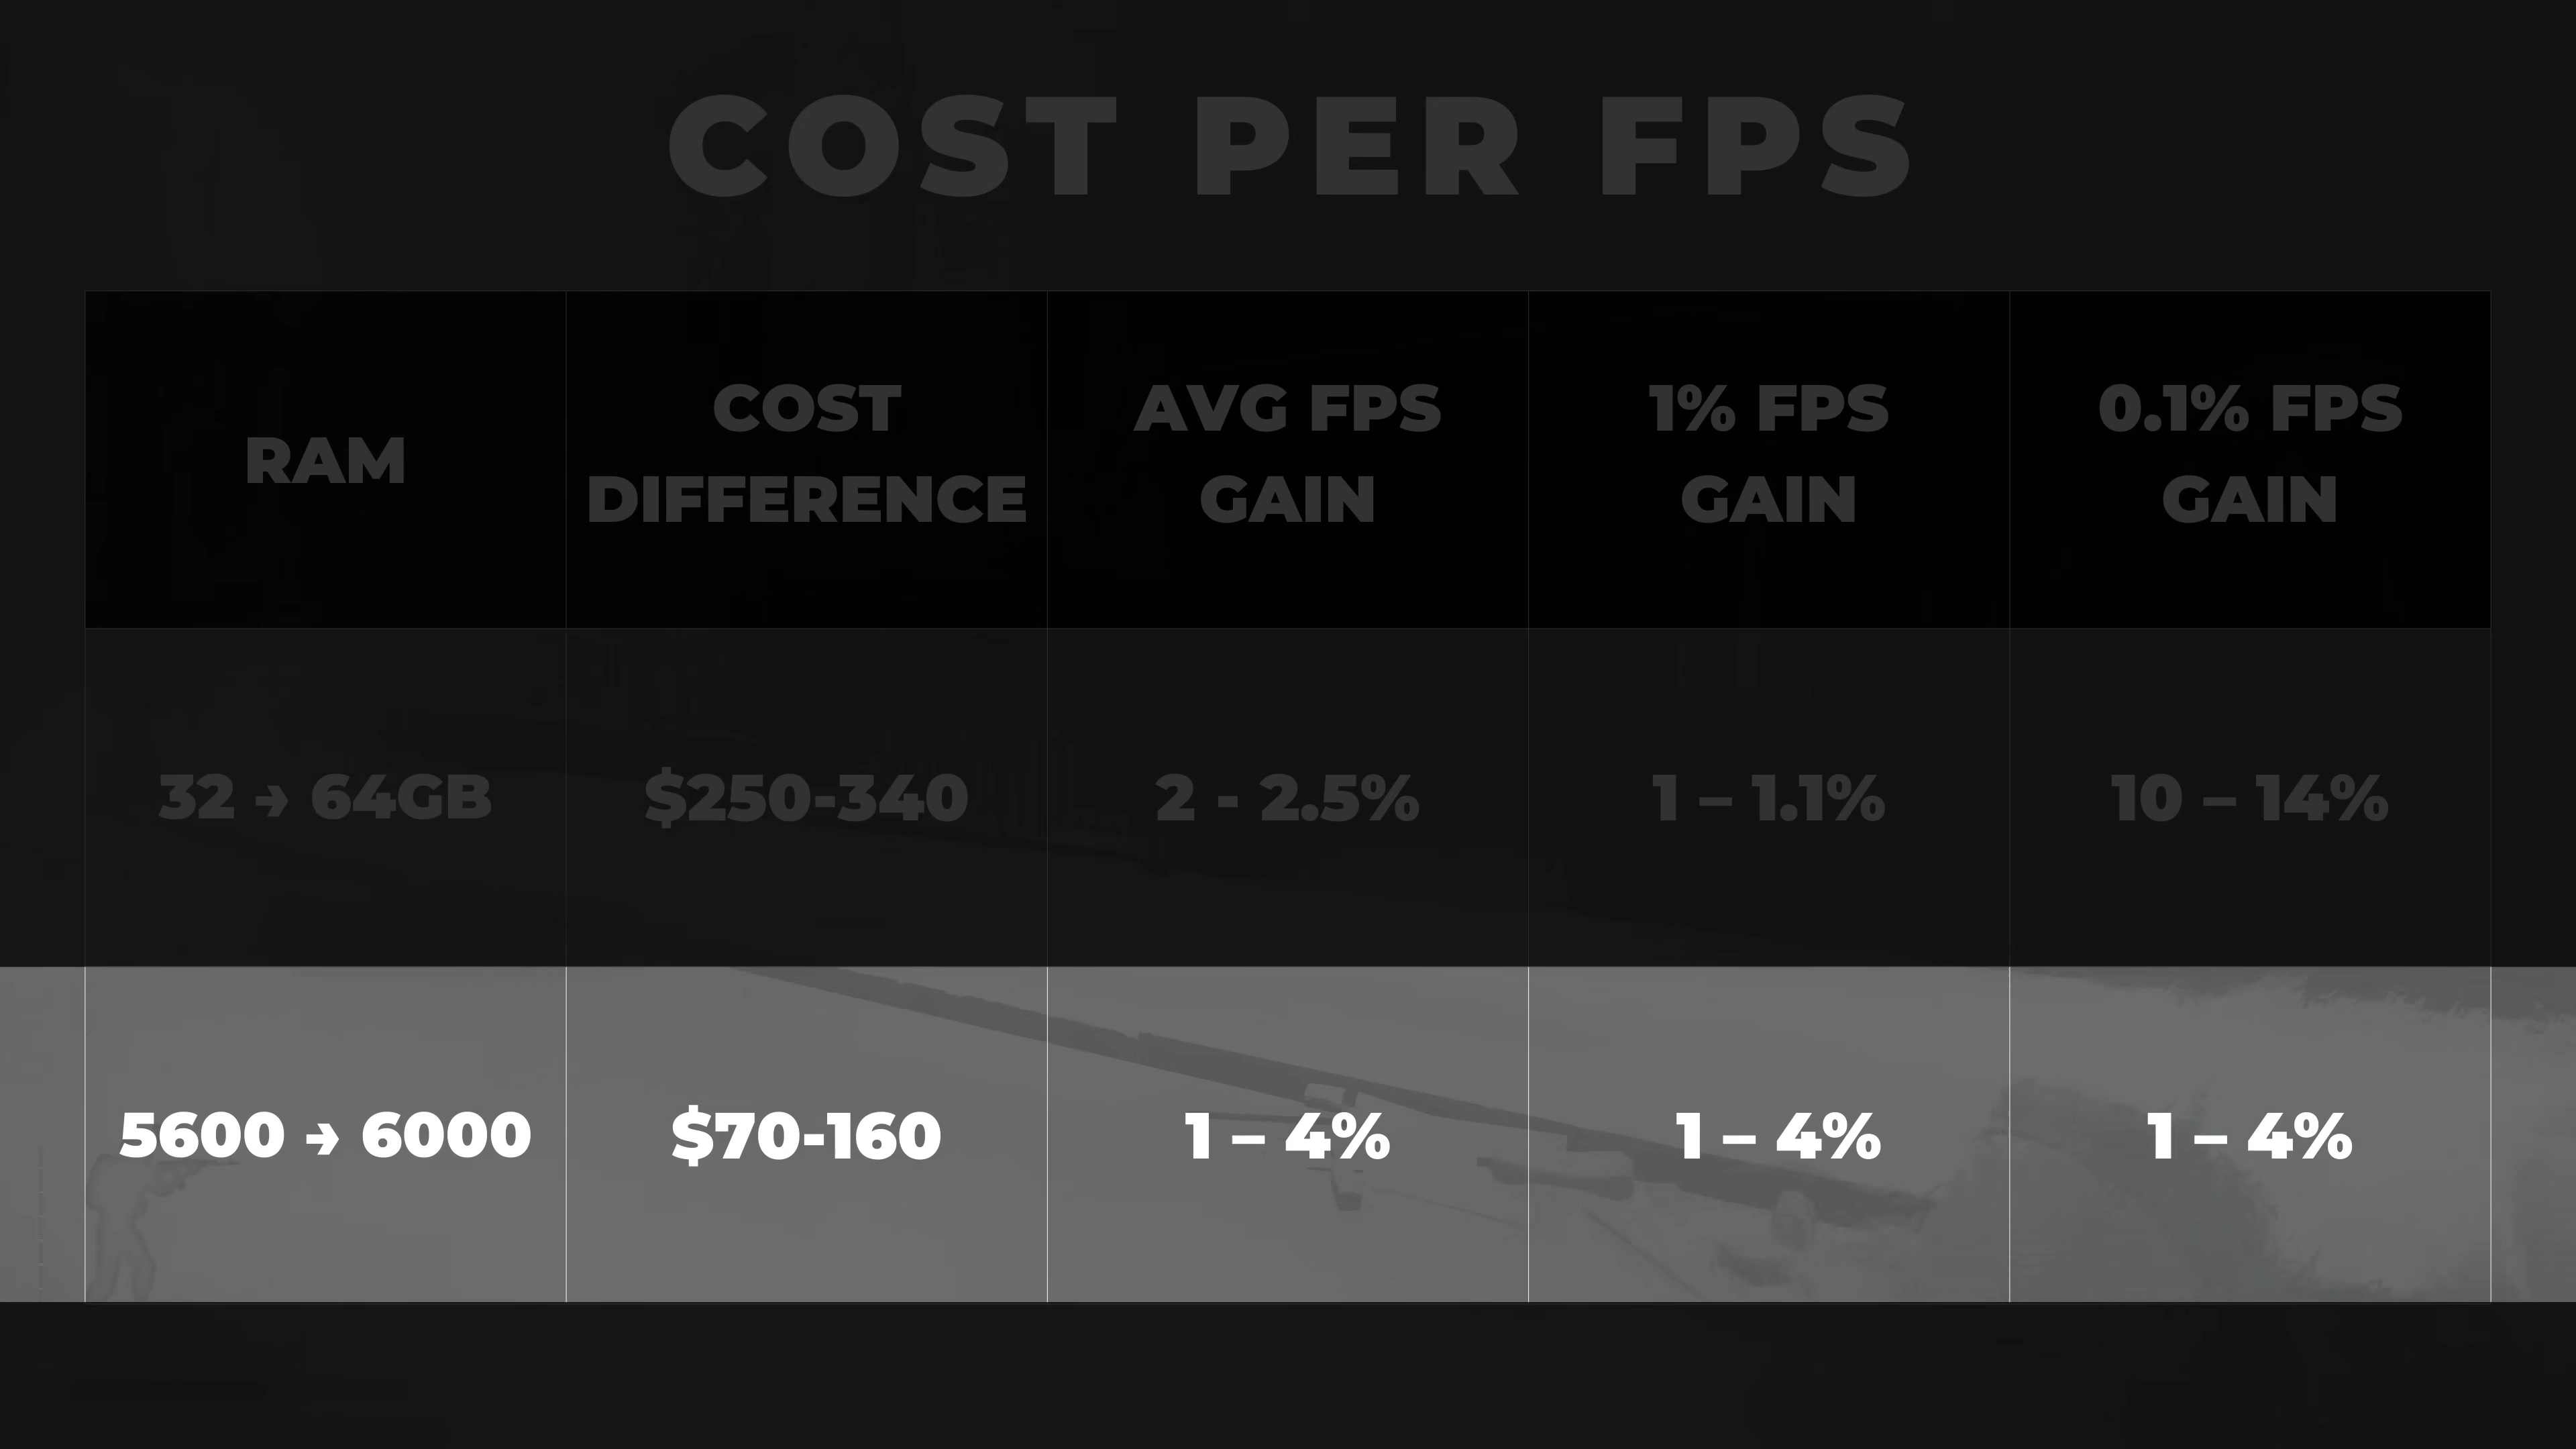 COST PER FPS
RAM
COST
DIFFERENCE
AVG FPS
GAIN
1% FPS
GAIN
0.1% FPS
GAIN
32 → 64GB
$250-340
2 - 2.5%
1 – 1.1%
10 – 14%
5600 → 6000
$70-160
1 – 4%
1 – 4%
1 – 4%